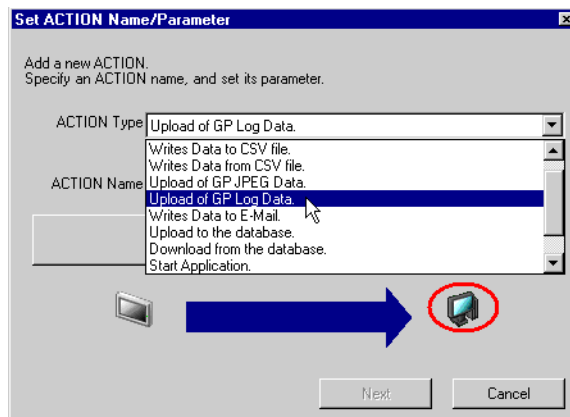 Set ACTION Name/Parameter
Add a new ACTION.
Specify an ACTION name, and set its parameter.
ACTION Type
Upload of GP Log Data.
Writes Data to CSV file.
Writes Data from CSV file.
Upload of GP JPEG Data.
ACTION Name
Upload of GP Log Data.
Writes Data to E-Mail.
Upload to the database.
Download from the database.
Start Application.
Next
Cancel